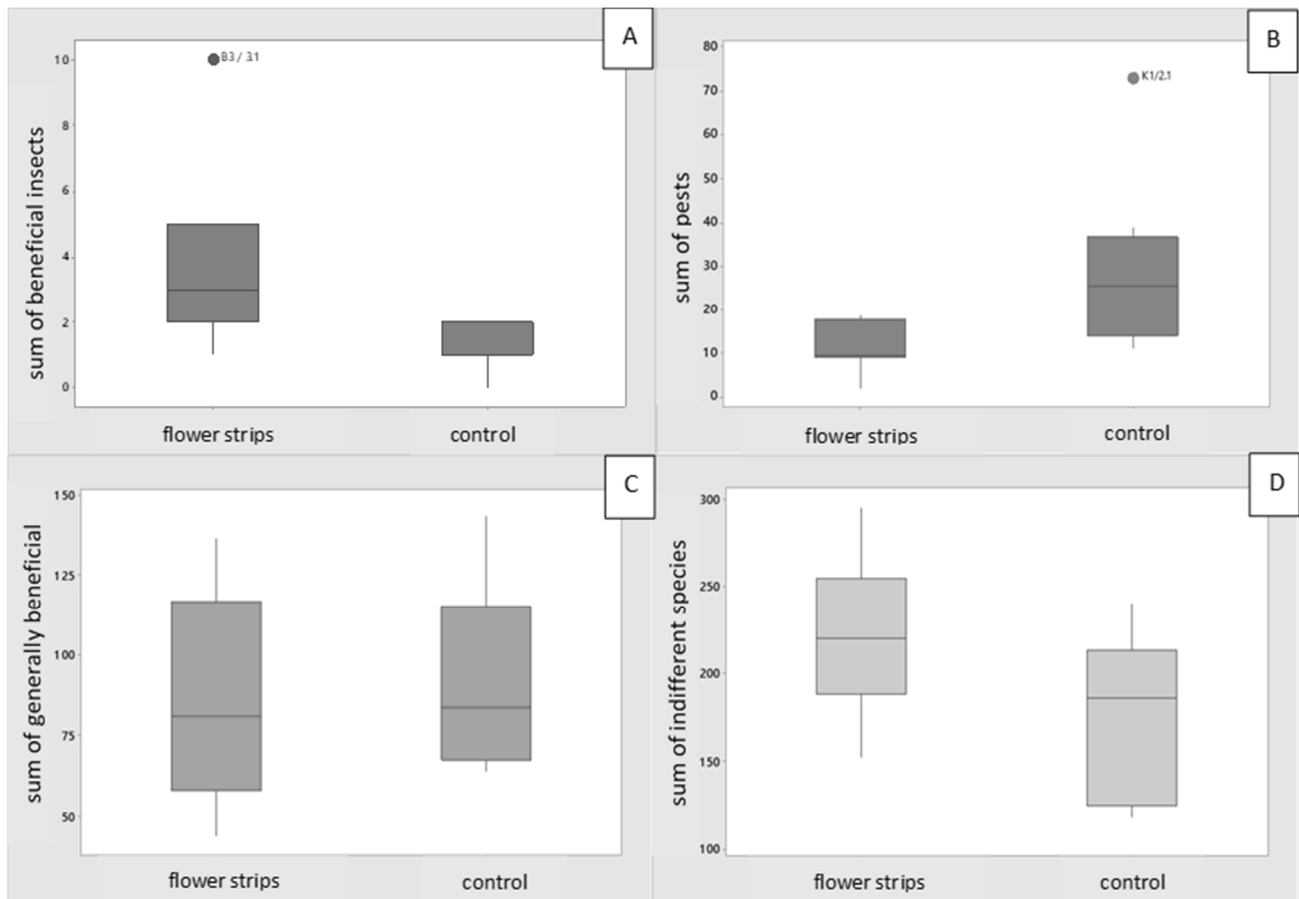 A
sum of beneficial insects
10
8
6
4
2
0
B3 / 3.1
flower strips
control
B
sum of pests
80
70
60
50
40
30
20
10
0
K1/2.1
flower strips
control
C
sum of generally beneficial
150
125
100
75
50
flower strips
control
D
sum of indifferent species
300
250
200
150
100
flower strips
control